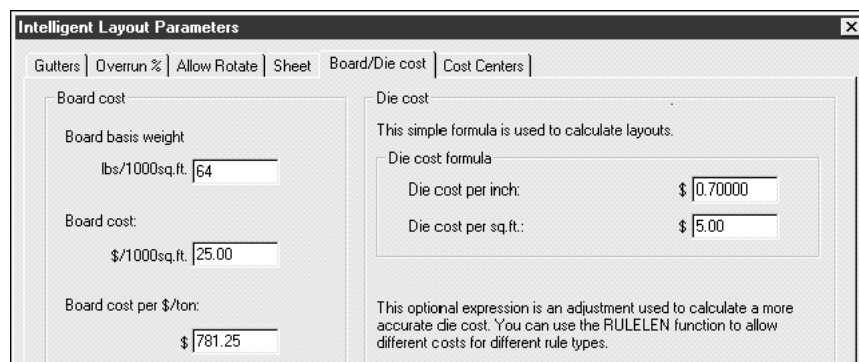 Intelligent Layout Parameters
Gutters Overrun % Allow Rotate Sheet Board/Die cost Cost Centers
Board cost
Board basis weight
lbs/1000sq.ft. 64
Board cost:
$/1000sq.ft. 25.00
Board cost per $/ton:
$ 781.25
Die cost
This simple formula is used to calculate layouts.
Die cost formula
Die cost per inch: $ 0.70000
Die cost per sq.ft.: $ 5.00
This optional expression is an adjustment used to calculate a more
accurate die cost. You can use the RULELEN function to allow
different costs for different rule types.